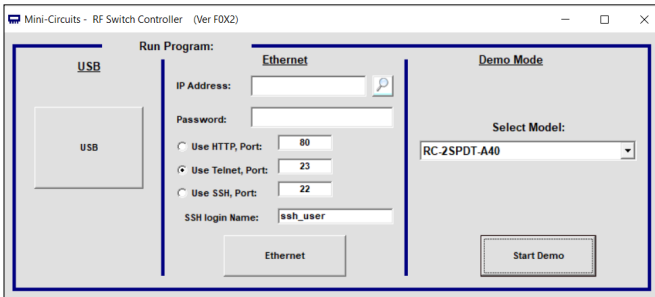 Mini-Circuits - RF Switch Controller (Ver F0X2)
Run Program:
USB
USB
Ethernet
IP Address:
Password:
Use HTTP, Port: 80
Use Telnet, Port: 23
Use SSH, Port: 22
SSH login Name: ssh_user
Ethernet
Demo Mode
Select Model:
RC-2SPDT-A40
Start Demo